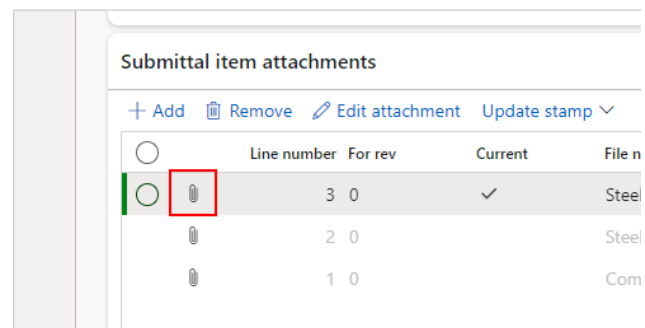 Submittal item attachments
Add Remove Edit attachment Update stamp
Line number For rev Current File n
3 0 Steel
2 0 Steel
1 0 Com